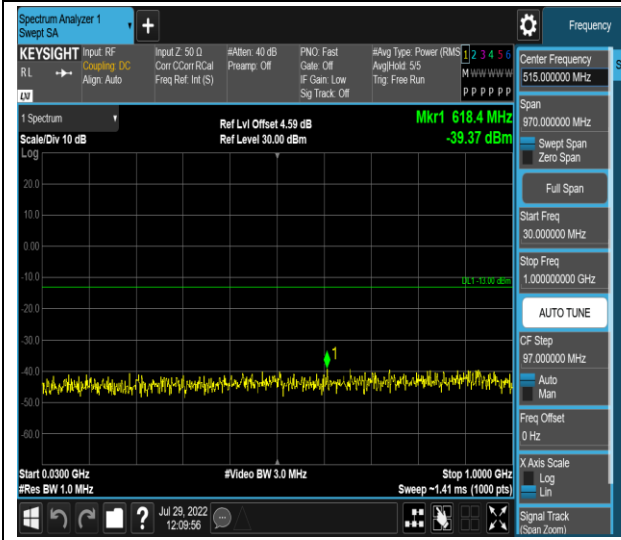 Spectrum Analyzer 1
Swept SA
+
Frequency
KEYSIGHT
RL
LXI
Input: RF
Coupling: DC
Align: Auto
Input Z: 50 Ω
Corr CCorr RCal
Freq Ref: Int (S)
#Atten: 40 dB
Preamp: Off
PNO: Fast
Gate: Off
IF Gain: Low
Sig Track: Off
#Avg Type: Power (RMS
Avg|Hold: 5/5
Trig: Free Run
1 2 3 4 5 6
M W W W W W
P P P P P P
1 Spectrum
Scale/Div 10 dB
Log
Ref Lvl Offset 4.59 dB
Ref Level 30.00 dBm
Mkr1 618.4 MHz
-39.37 dBm
20.0
10.0
0.00
-10.0
DL1 -13.00 dBm
-20.0
-30.0
1
-40.0
-50.0
-60.0
Start 0.0300 GHz
#Video BW 3.0 MHz
Stop 1.0000 GHz
#Res BW 1.0 MHz
Sweep ~1.41 ms (1000 pts)
?
Jul 29, 2022
12:09:56
Center Frequency
515.000000 MHz
S
Span
970.000000 MHz
Swept Span
Zero Span
Full Span
Start Freq
30.000000 MHz
Stop Freq
1.000000000 GHz
AUTO TUNE
CF Step
97.000000 MHz
Auto
Man
Freq Offset
0 Hz
X Axis Scale
Log
Lin
Signal Track
(Span Zoom)